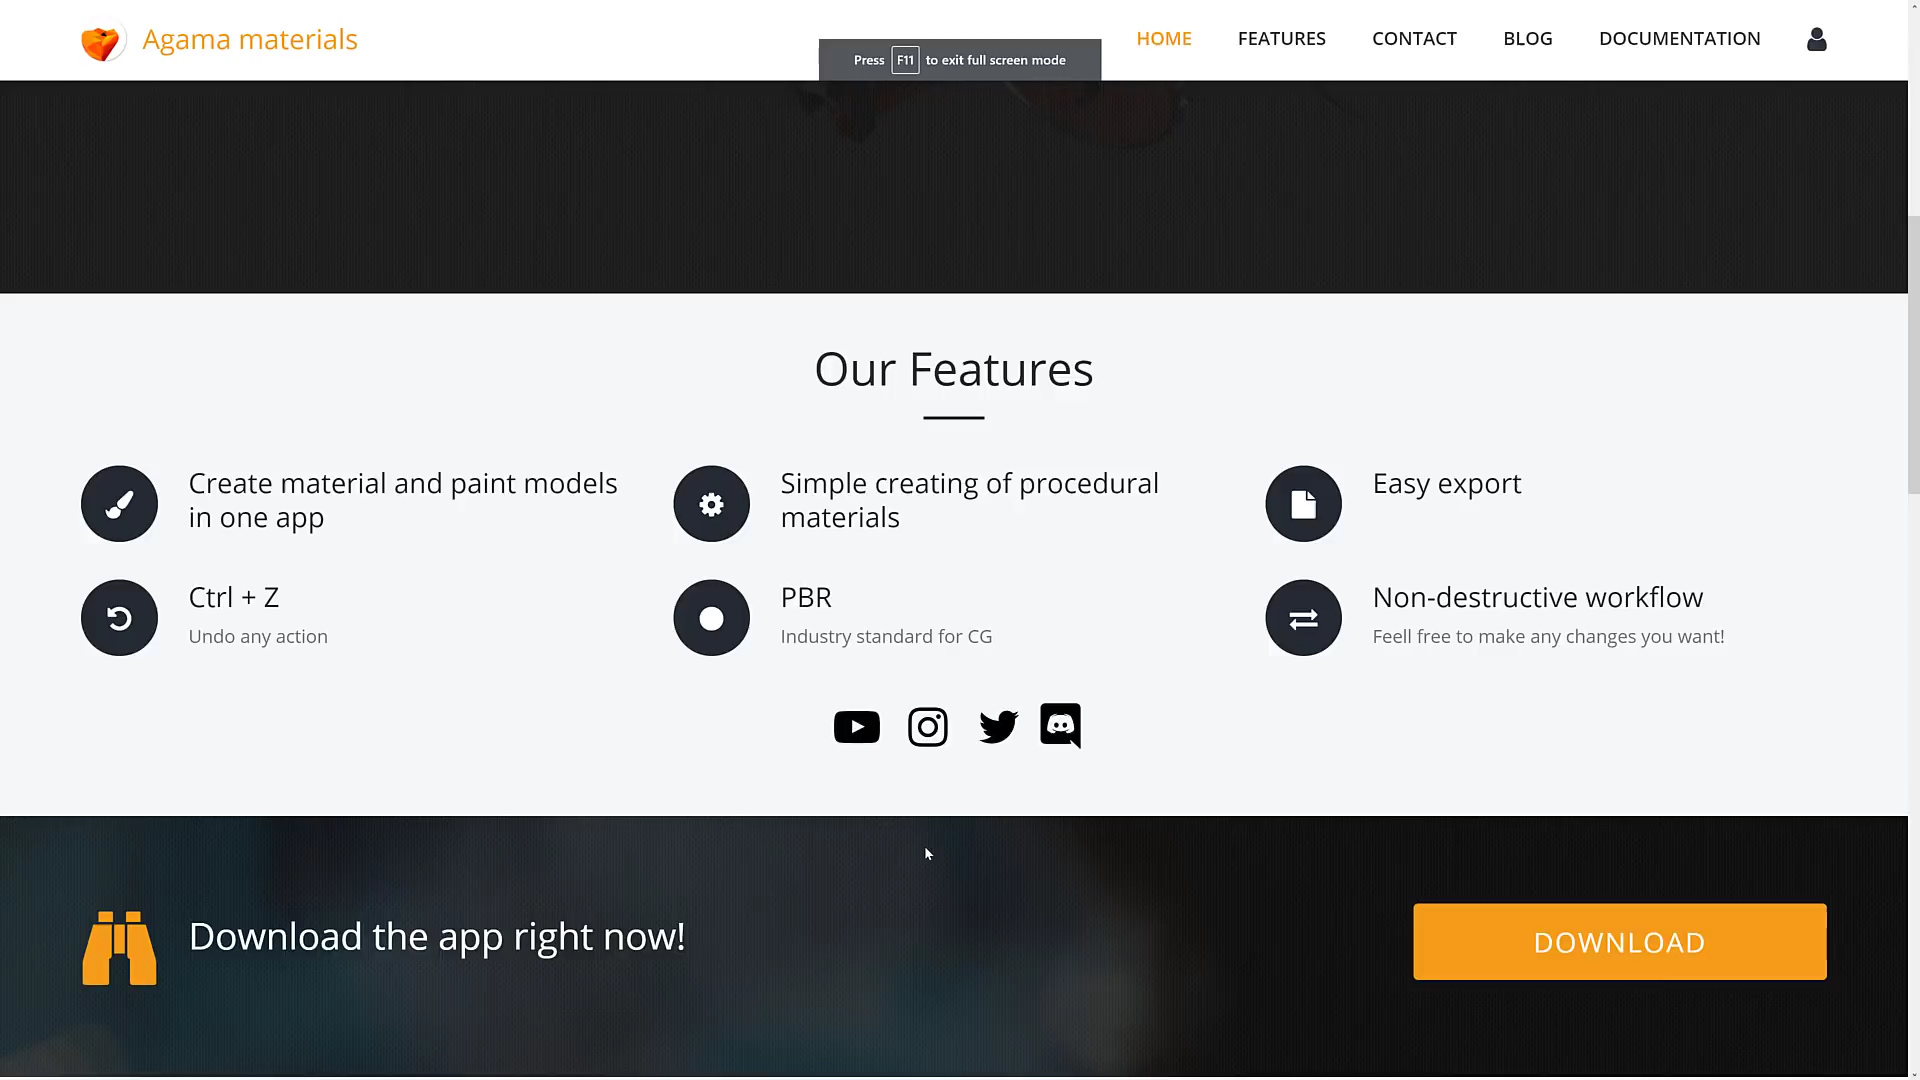 Agama materials
HOME FEATURES CONTACT BLOG DOCUMENTATION
Press F11 to exit full screen mode
Our Features
Create material and paint models
in one app
Simple creating of procedural
materials
Easy export
Ctrl + Z
Undo any action
PBR
Industry standard for CG
Non-destructive workflow
Feell free to make any changes you want!
Download the app right now!
DOWNLOAD